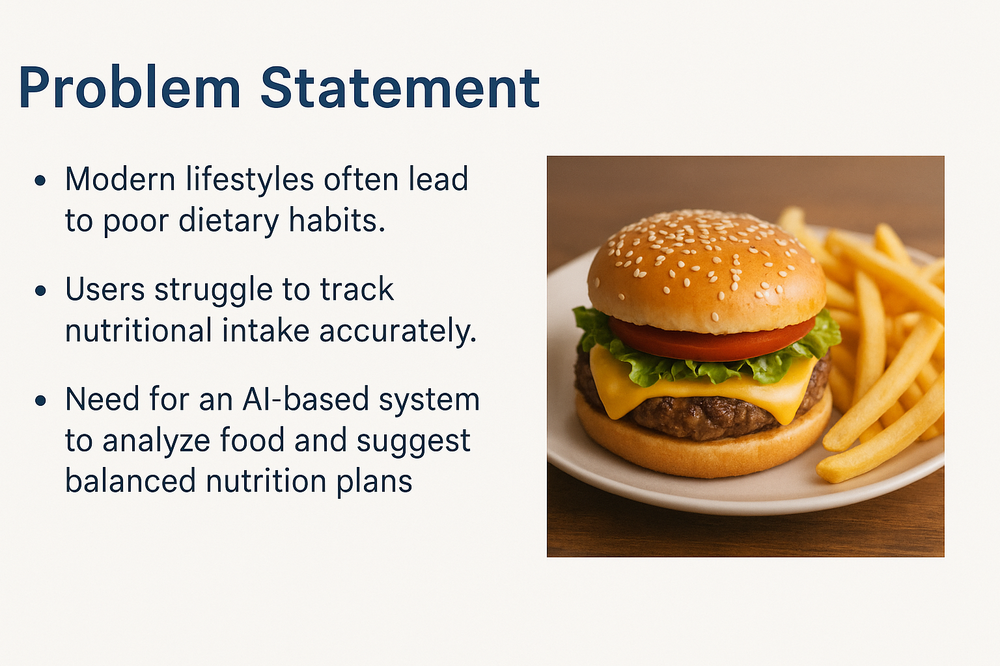 Problem Statement
• Modern lifestyles often lead
to poor dietary habits.
• Users struggle to track
nutritional intake accurately.
• Need for an AI-based system
to analyze food and suggest
balanced nutrition plans